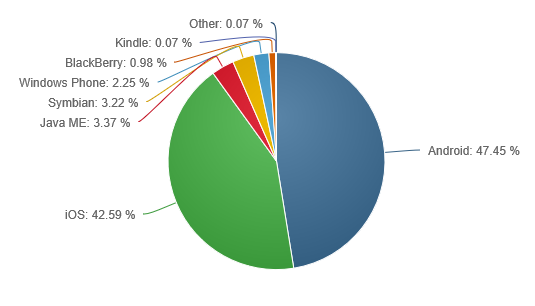 Other: 0.07 %
Kindle: 0.07 %
BlackBerry: 0.98 %
Windows Phone: 2.25 %
Symbian: 3.22 %
Java ME: 3.37 %
Android: 47.45 %
iOS: 42.59 %